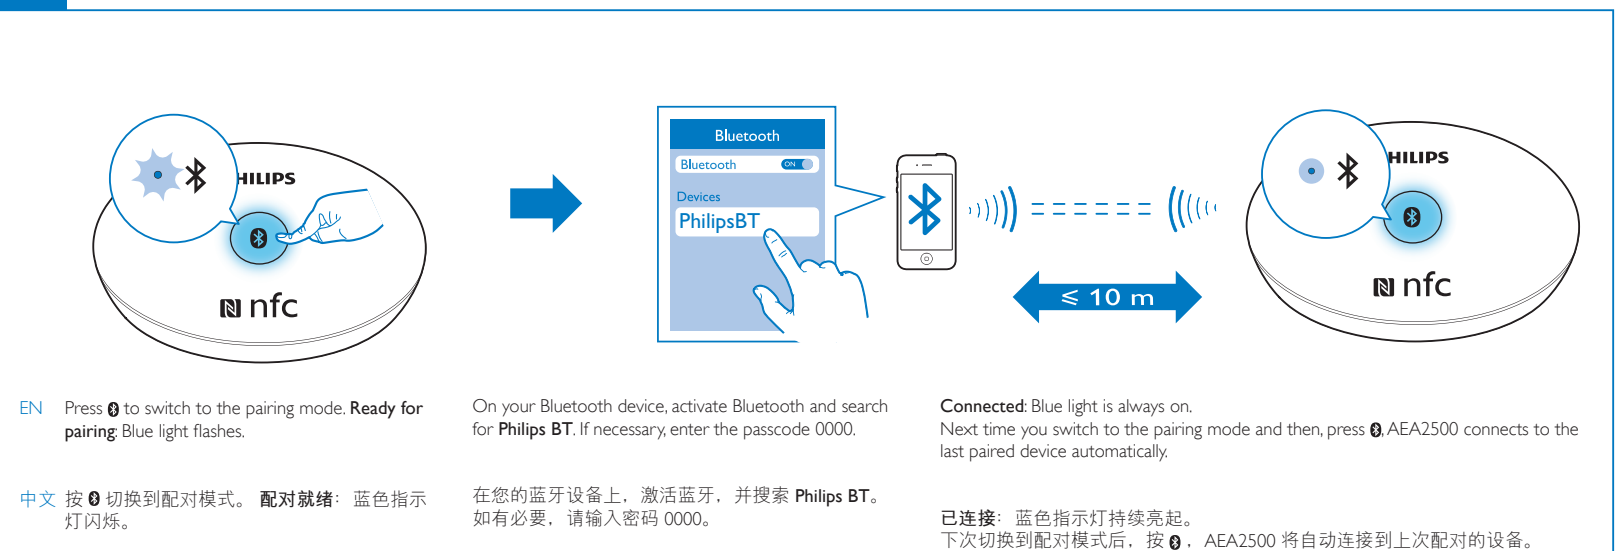 PHILIPS
nfc
Bluetooth
Bluetooth ON
Devices
PhilipsBT
≤ 10 m
HILIPS
nfc
EN Press to switch to the pairing mode. Ready for
pairing: Blue light flashes.
中文 按 切换到配对模式。 配对就绪：蓝色指示
灯闪烁。
On your Bluetooth device, activate Bluetooth and search
for Philips BT. If necessary, enter the passcode 0000.
在您的蓝牙设备上，激活蓝牙，并搜索 Philips BT。
如有必要，请输入密码 0000。
Connected: Blue light is always on.
Next time you switch to the pairing mode and then, press , AEA2500 connects to the
last paired device automatically.
已连接：蓝色指示灯持续亮起。
下次切换到配对模式后，按 ，AEA2500 将自动连接到上次配对的设备。